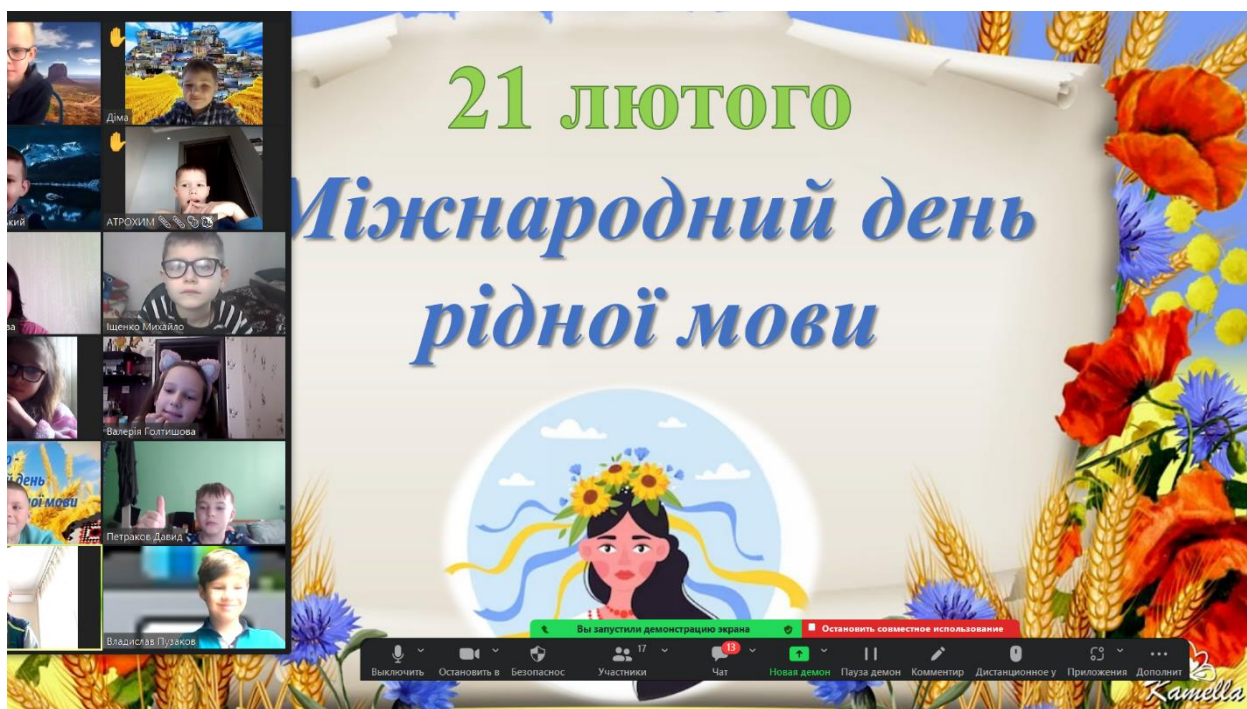 21 лютого
Міжнародний день
рідної мови
Діма
АТРОХИМ
Іщенко Михайло
Валерія Голтишова
день
мови
Петраков Давид
Владислав Пузаков
Вы запустили демонстрацию экрана
Остановить совместное использование
17
13
Выключить
Остановить в
Безопаснос
Участники
Чат
Новая демон
Пауза демон
Комментир
Дистанционное у
Приложения
Дополнит
Kamella